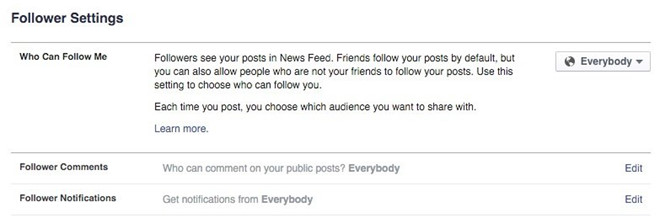 Follower Settings
Who Can Follow Me
Followers see your posts in News Feed. Friends follow your posts by default, but
you can also allow people who are not your friends to follow your posts. Use this
setting to choose who can follow you.
Everybody
Each time you post, you choose which audience you want to share with.
Learn more.
Follower Comments Who can comment on your public posts? Everybody Edit
Follower Notifications Get notifications from Everybody Edit